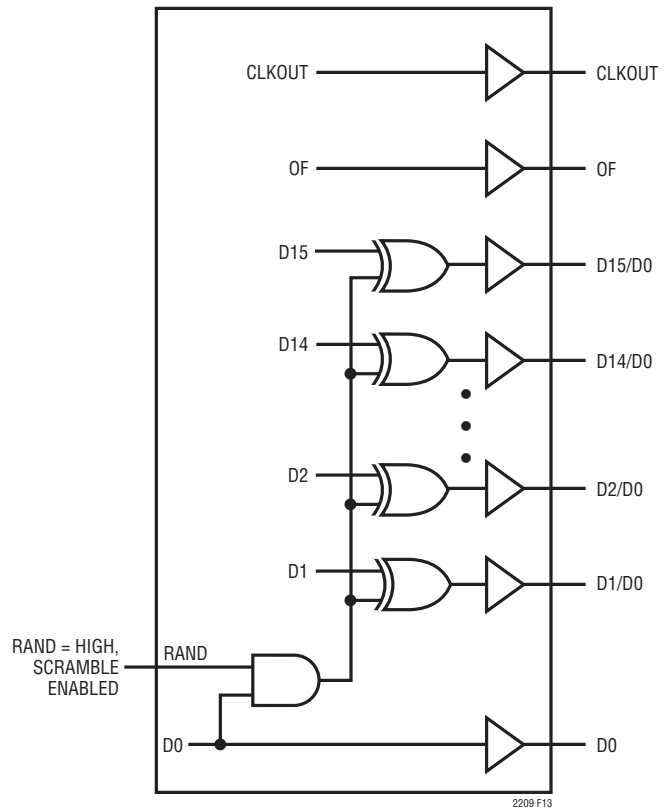 CLKOUT
CLKOUT
OF
OF
D15
D15/D0
D14
D14/D0
D2
D2/D0
D1
D1/D0
RAND = HIGH,
SCRAMBLE
ENABLED
RAND
D0
D0
2209 F13